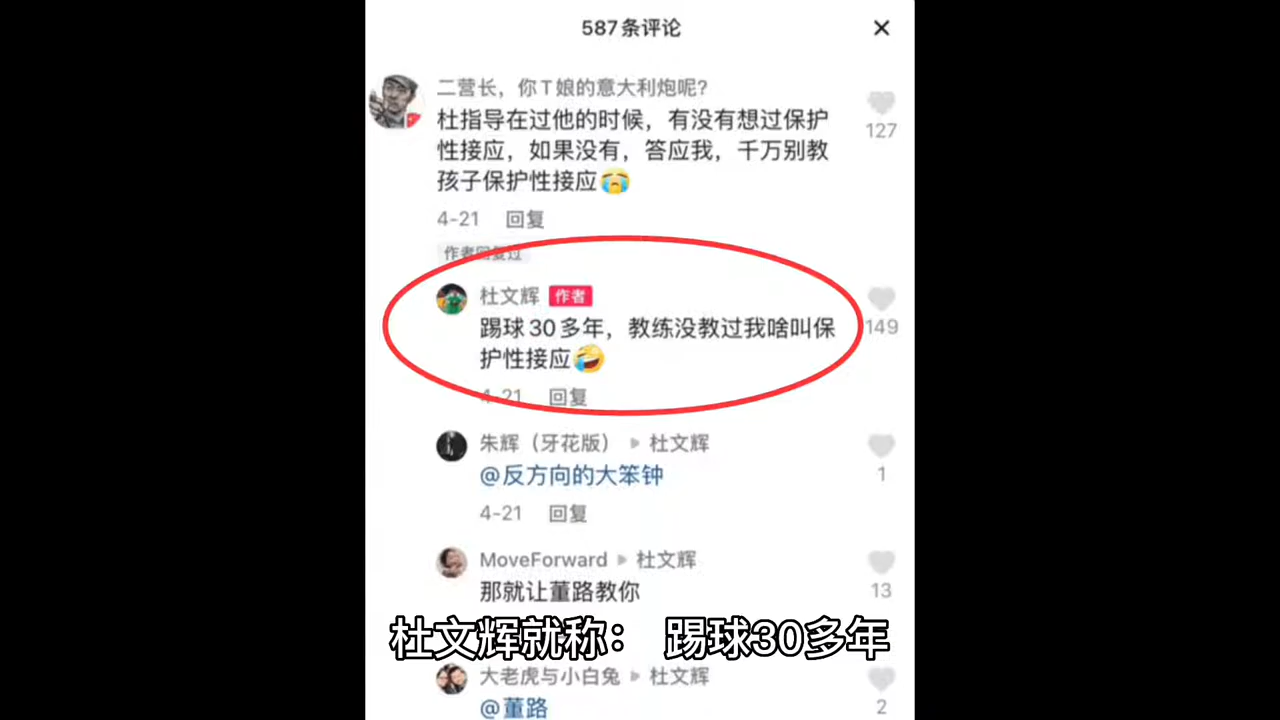 587条评论
二营长，你T娘的意大利炮呢？
杜指导在过他的时候，有没有想过保护
性接应，如果没有，答应我，千万别教
孩子保护性接应😭
127
4-21 回复
作者回复过
杜文辉 作者
踢球30多年，教练没教过我啥叫保
护性接应🤣
149
4-21 回复
朱辉（牙花版） ▶ 杜文辉
@反方向的大笨钟
1
4-21 回复
MoveForward ▶ 杜文辉
那就让董路教你
13
杜文辉就称： 踢球30多年
大老虎与小白兔 ▶ 杜文辉
@董路
2